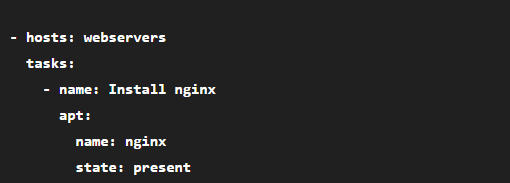 - hosts: webservers
  tasks:
    - name: Install nginx
      apt:
        name: nginx
        state: present